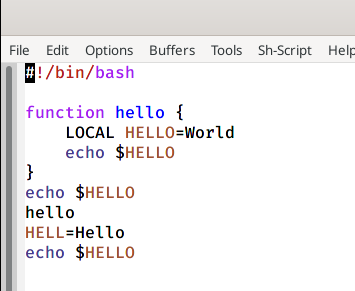 File Edit Options Buffers Tools Sh-Script Help
#!/bin/bash
function hello {
    LOCAL HELLO=World
    echo $HELLO
}
echo $HELLO
hello
HELL=Hello
echo $HELLO